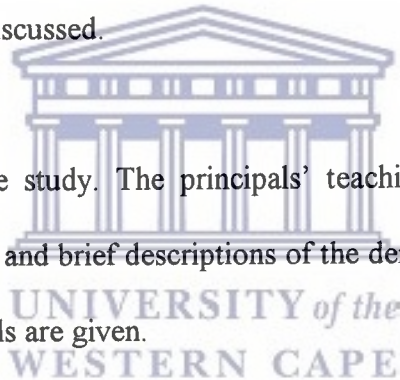 scussed.
e study. The principals' teachi
and brief descriptions of the de
UNIVERSITY of the
ls are given.
WESTERN CAPE